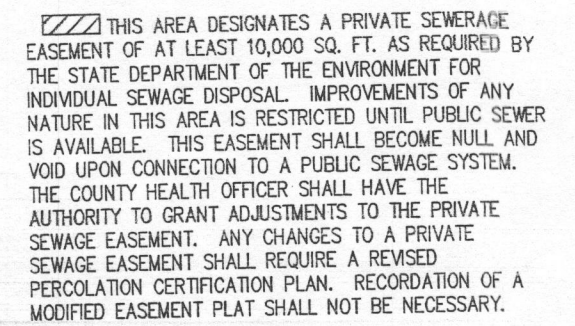 THIS AREA DESIGNATES A PRIVATE SEWERAGE
EASEMENT OF AT LEAST 10,000 SQ. FT. AS REQUIRED BY
THE STATE DEPARTMENT OF THE ENVIRONMENT FOR
INDIVIDUAL SEWAGE DISPOSAL. IMPROVEMENTS OF ANY
NATURE IN THIS AREA IS RESTRICTED UNTIL PUBLIC SEWER
IS AVAILABLE. THIS EASEMENT SHALL BECOME NULL AND
VOID UPON CONNECTION TO A PUBLIC SEWAGE SYSTEM.
THE COUNTY HEALTH OFFICER SHALL HAVE THE
AUTHORITY TO GRANT ADJUSTMENTS TO THE PRIVATE
SEWAGE EASEMENT. ANY CHANGES TO A PRIVATE
SEWAGE EASEMENT SHALL REQUIRE A REVISED
PERCOLATION CERTIFICATION PLAN. RECORDATION OF A
MODIFIED EASEMENT PLAT SHALL NOT BE NECESSARY.